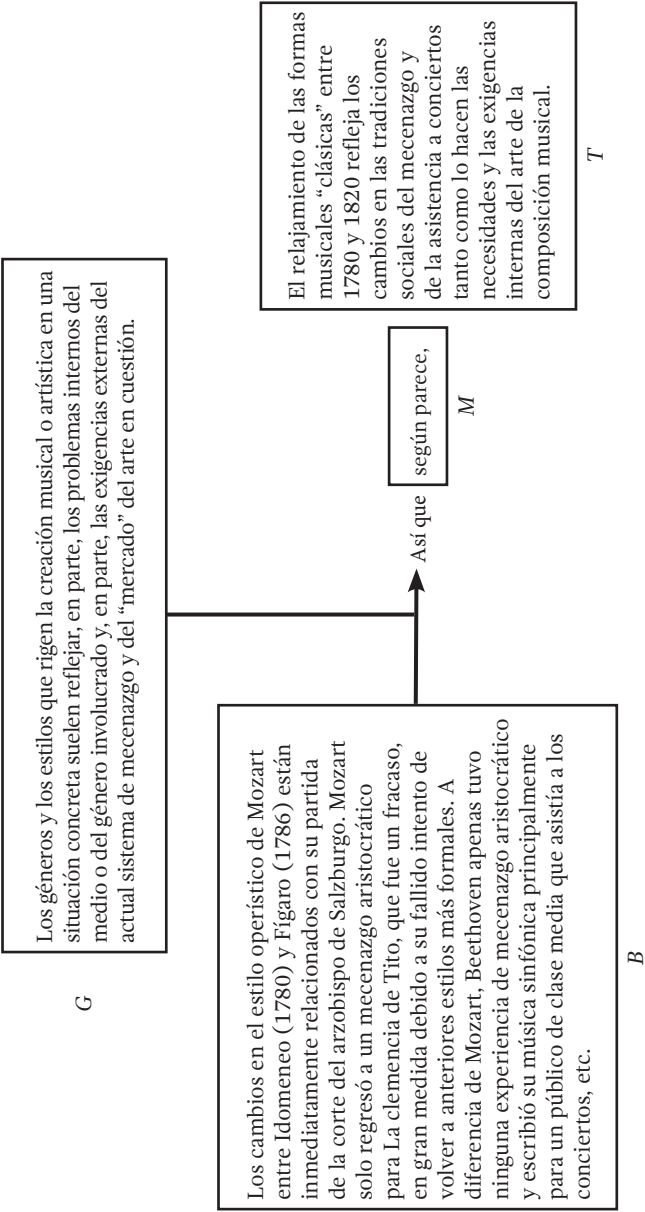 Los géneros y los estilos que rigen la creación musical o artística en una
situación concreta suelen reflejar, en parte, los problemas internos del
medio o del género involucrado y, en parte, las exigencias externas del
actual sistema de mecenazgo y del “mercado” del arte en cuestión.
G
Los cambios en el estilo operístico de Mozart
entre Idomeneo (1780) y Fígaro (1786) están
inmediatamente relacionados con su partida
de la corte del arzobispo de Salzburgo. Mozart
solo regresó a un mecenazgo aristocrático
para La clemencia de Tito, que fue un fracaso,
en gran medida debido a su fallido intento de
volver a anteriores estilos más formales. A
diferencia de Mozart, Beethoven apenas tuvo
ninguna experiencia de mecenazgo aristocrático
y escribió su música sinfónica principalmente
para un público de clase media que asistía a los
conciertos, etc.
B
Así que
según parece,
M
El relajamiento de las formas
musicales “clásicas” entre
1780 y 1820 refleja los
cambios en las tradiciones
sociales del mecenazgo y
de la asistencia a conciertos
tanto como lo hacen las
necesidades y las exigencias
internas del arte de la
composición musical.
T